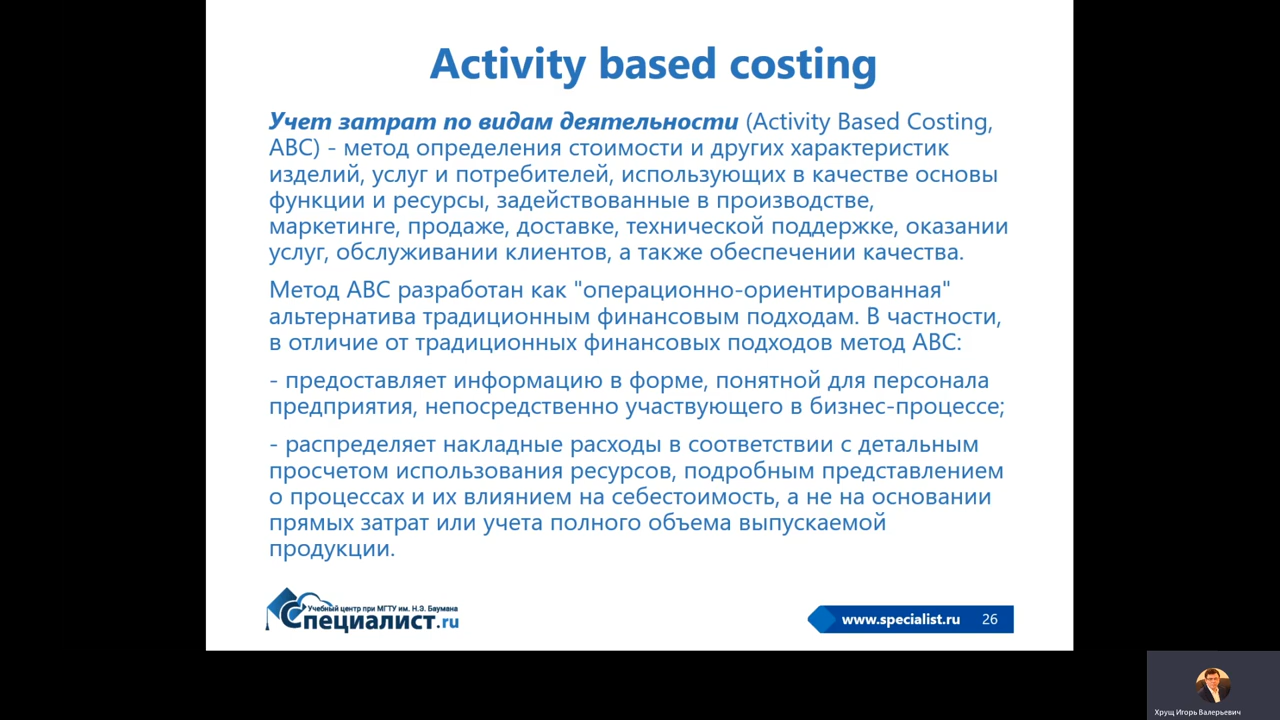 Activity based costing
Учет затрат по видам деятельности (Activity Based Costing,
ABC) - метод определения стоимости и других характеристик
изделий, услуг и потребителей, использующих в качестве основы
функции и ресурсы, задействованные в производстве,
маркетинге, продаже, доставке, технической поддержке, оказании
услуг, обслуживании клиентов, а также обеспечении качества.
Метод ABC разработан как "операционно-ориентированная"
альтернатива традиционным финансовым подходам. В частности,
в отличие от традиционных финансовых подходов метод ABC:
- предоставляет информацию в форме, понятной для персонала
предприятия, непосредственно участвующего в бизнес-процессе;
- распределяет накладные расходы в соответствии с детальным
просчетом использования ресурсов, подробным представлением
о процессах и их влиянием на себестоимость, а не на основании
прямых затрат или учета полного объема выпускаемой
продукции.
Учебный центр при МГТУ им. Н.Э. Баумана
Специалист.ru
www.specialist.ru 26
Хрущ Игорь Валерьевич